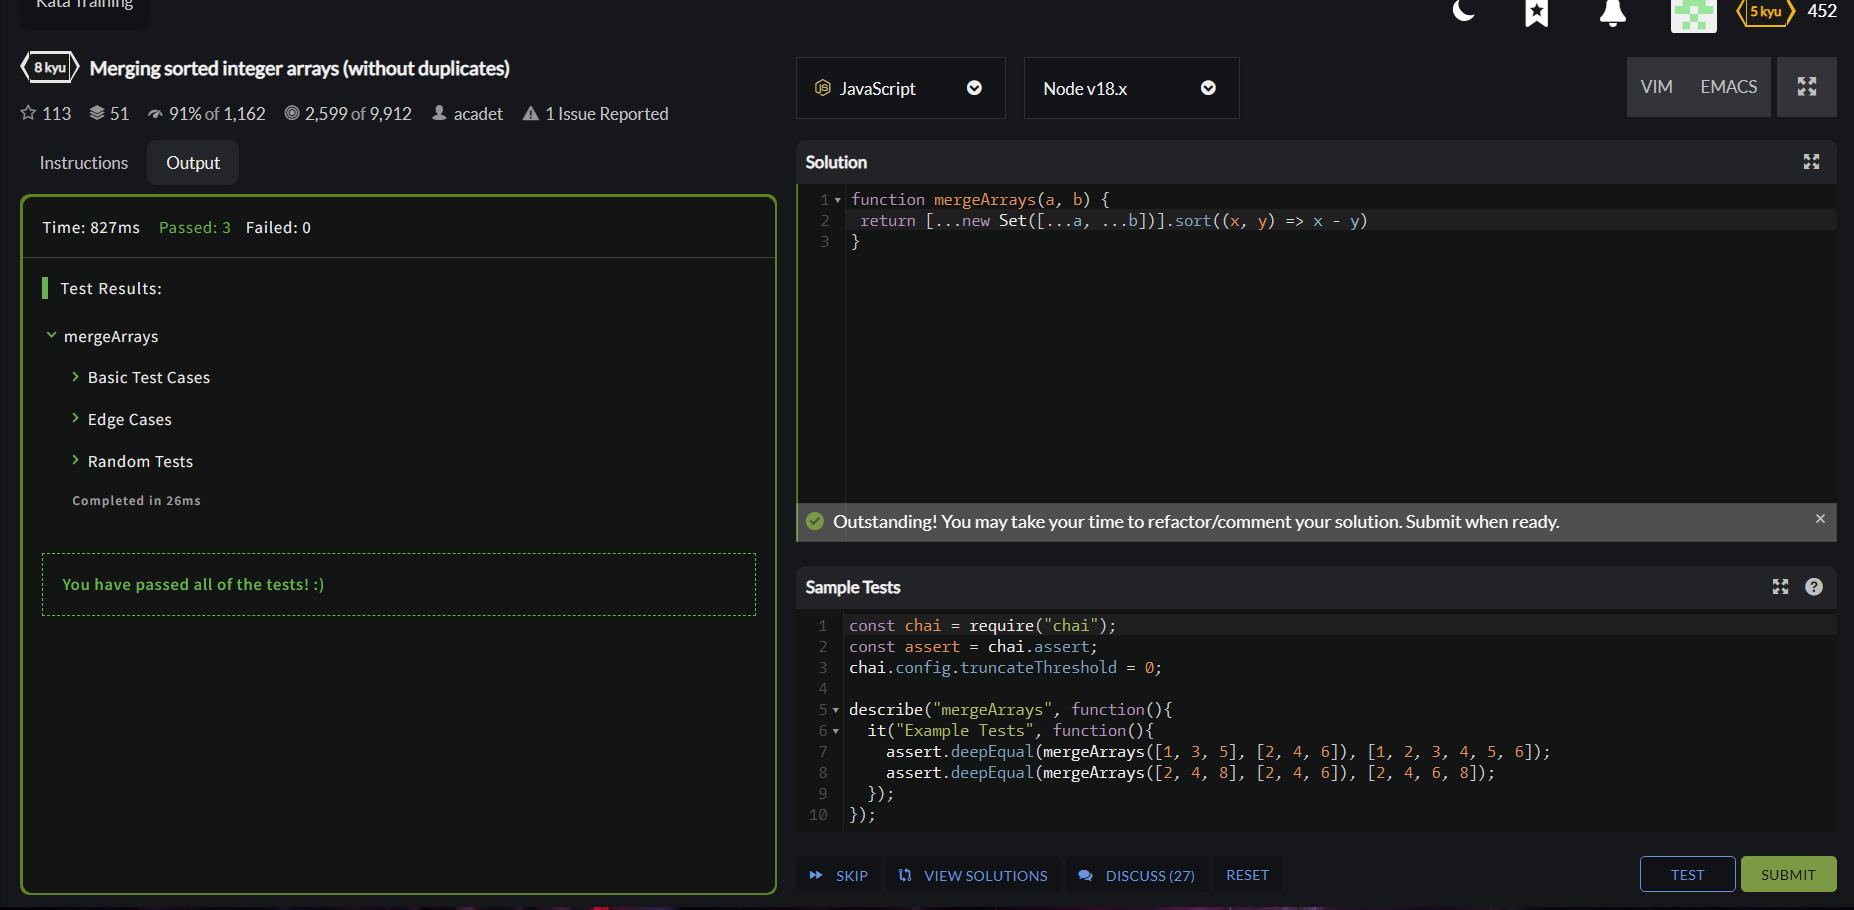 Kata Training
5 kyu 452
8 kyu Merging sorted integer arrays (without duplicates)
113 51 91% of 1,162 2,599 of 9,912 acadet 1 Issue Reported
Instructions Output
Time: 827ms Passed: 3 Failed: 0
Test Results:
mergeArrays
Basic Test Cases
Edge Cases
Random Tests
Completed in 26ms
You have passed all of the tests! :)
JS JavaScript Node v18.x VIM EMACS
Solution
1 function mergeArrays(a, b) {
2 return [...new Set([...a, ...b])].sort((x, y) => x - y)
3 }
Outstanding! You may take your time to refactor/comment your solution. Submit when ready. ×
Sample Tests ?
1 const chai = require("chai");
2 const assert = chai.assert;
3 chai.config.truncateThreshold = 0;
4
5 describe("mergeArrays", function(){
6 it("Example Tests", function(){
7 assert.deepEqual(mergeArrays([1, 3, 5], [2, 4, 6]), [1, 2, 3, 4, 5, 6]);
8 assert.deepEqual(mergeArrays([2, 4, 8], [2, 4, 6]), [2, 4, 6, 8]);
9 });
10 });
SKIP VIEW SOLUTIONS DISCUSS (27) RESET TEST SUBMIT